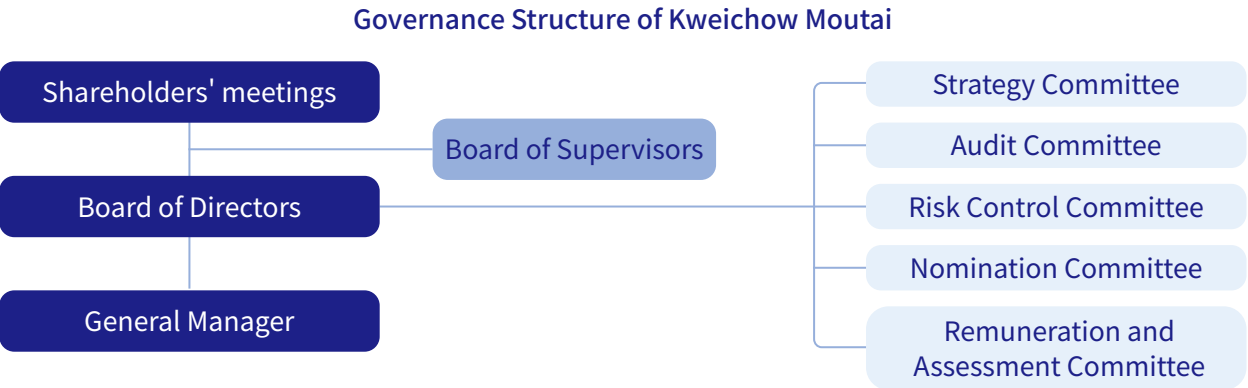 Governance Structure of Kweichow Moutai
Shareholders' meetings
Board of Supervisors
Board of Directors
General Manager
Strategy Committee
Audit Committee
Risk Control Committee
Nomination Committee
Remuneration and
Assessment Committee